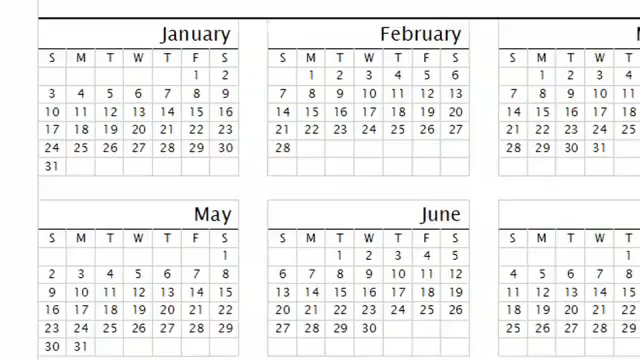 January
S M T W T F S
1 2
3 4 5 6 7 8 9
10 11 12 13 14 15 16
17 18 19 20 21 22 23
24 25 26 27 28 29 30
31
February
S M T W T F S
1 2 3 4 5 6
7 8 9 10 11 12 13
14 15 16 17 18 19 20
21 22 23 24 25 26 27
28
S M T W T
1 2 3 4
7 8 9 10 11
14 15 16 17 18
21 22 23 24 25
28 29 30 31
May
S M T W T F S
1
2 3 4 5 6 7 8
9 10 11 12 13 14 15
16 17 18 19 20 21 22
23 24 25 26 27 28 29
30 31
June
S M T W T F S
1 2 3 4 5
6 7 8 9 10 11 12
13 14 15 16 17 18 19
20 21 22 23 24 25 26
27 28 29 30
S M T W T
1
4 5 6 7 8
11 12 13 14 15
18 19 20 21 22
25 26 27 28 29